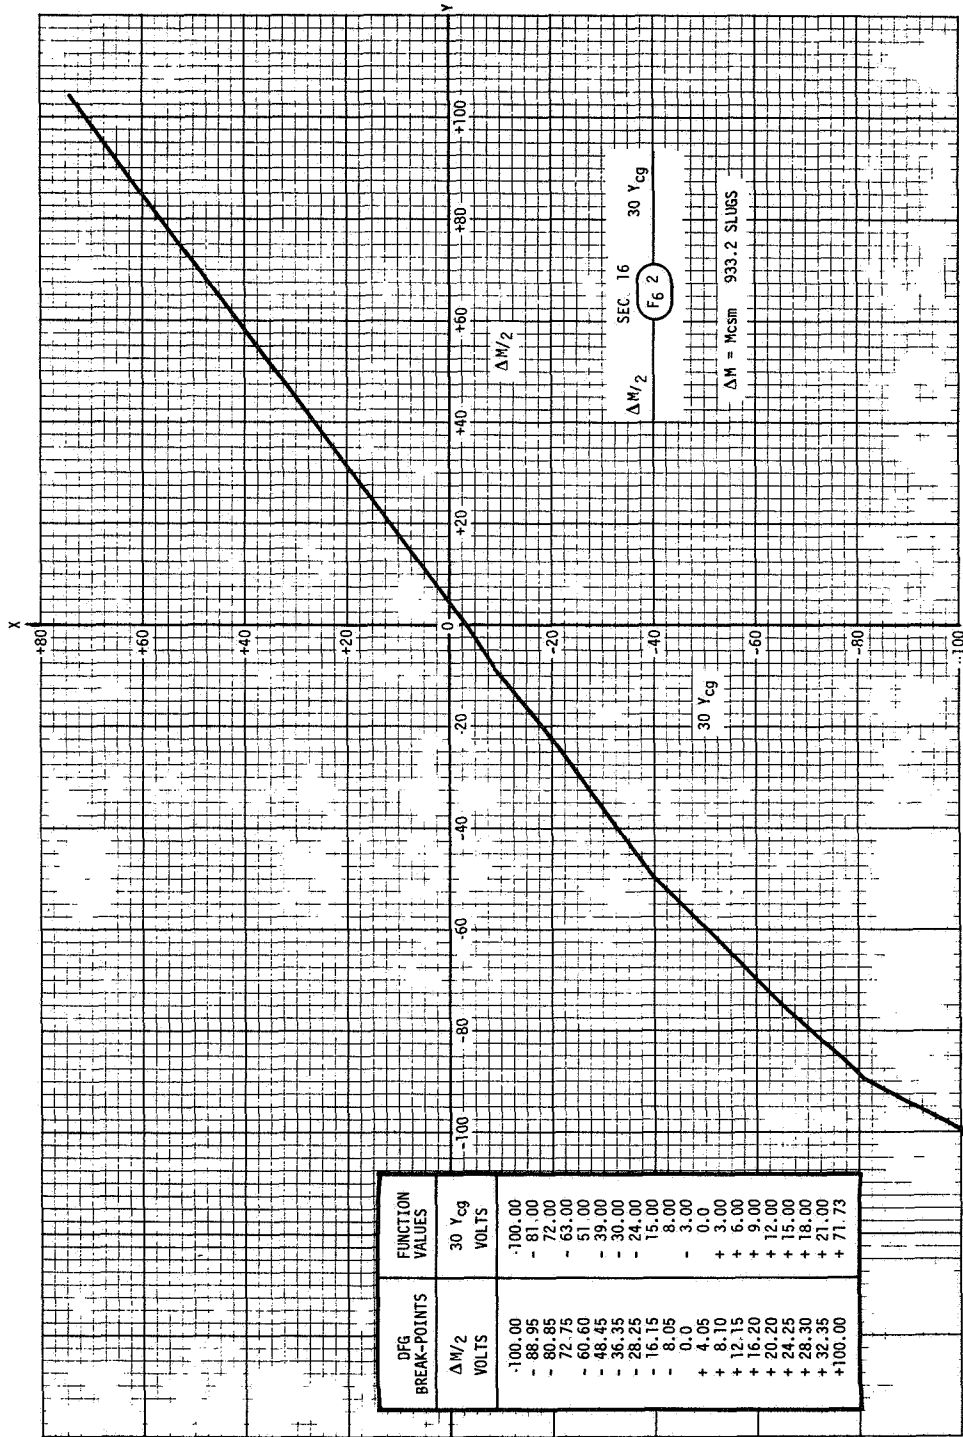 X
Y
+80
+60
+40
+20
0
-20
-40
-60
-80
-100
-100
-80
-60
-40
-20
+20
+40
+60
+80
+100
ΔM/2
30 Ycg
SEC. 16
ΔM/2 F6 2 30 Ycg
ΔM = Mcsm 933.2 SLUGS
DFG BREAK-POINTS FUNCTION VALUES
ΔM/2 VOLTS 30 Ycg VOLTS
-100.00 -100.00
- 88.95 - 81.00
- 80.85 - 72.00
- 72.75 - 63.00
- 60.60 - 51.00
- 48.45 - 39.00
- 36.35 - 30.00
- 28.25 - 24.00
- 16.15 - 15.00
- 8.05 - 8.00
0.0 - 3.00
+ 4.05 0.0
+ 8.10 + 3.00
+ 12.15 + 6.00
+ 16.20 + 9.00
+ 20.20 + 12.00
+ 24.25 + 15.00
+ 28.30 + 18.00
+ 32.35 + 21.00
+100.00 + 71.73